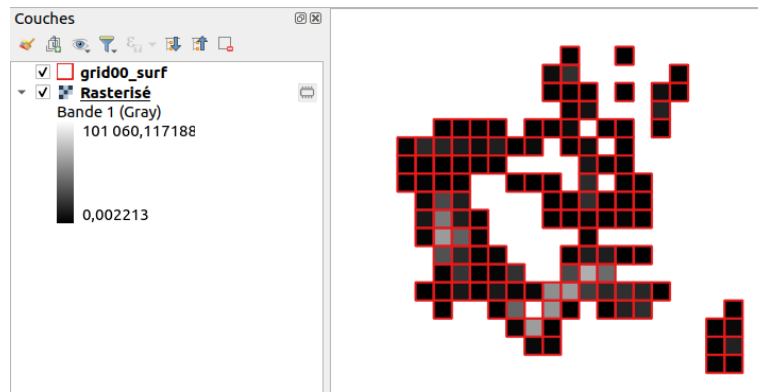 Couches
grid00_surf
Rasterisé
Bande 1 (Gray)
101 060,117188
0,002213